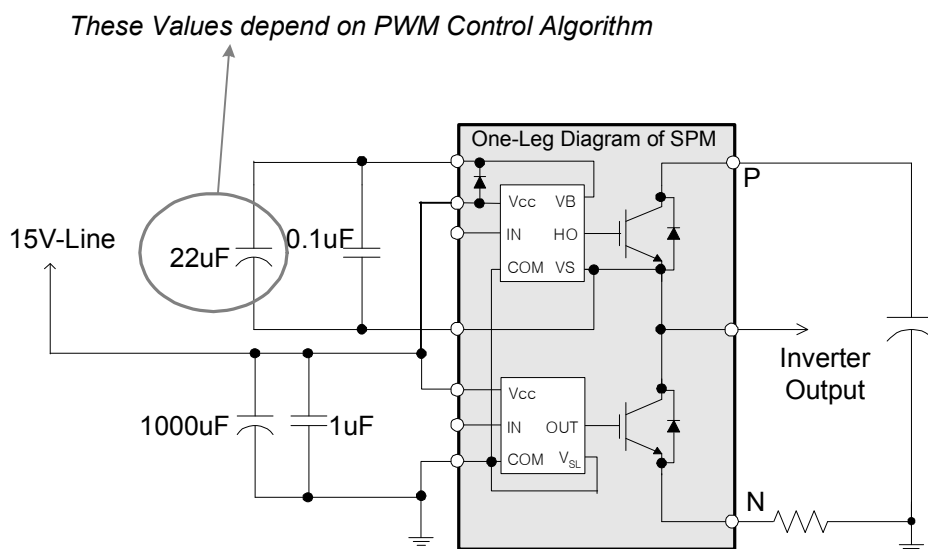 These Values depend on PWM Control Algorithm
One-Leg Diagram of SPM
P
Vcc
VB
15V-Line
22uF
0.1uF
IN
HO
COM
VS
Inverter
Output
Vcc
1000uF
1uF
IN
OUT
COM
VSL
N